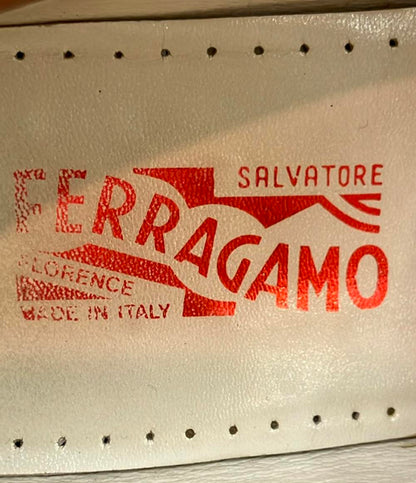 SALVATORE
FERRAGAMO
FLORENCE
MADE IN ITALY